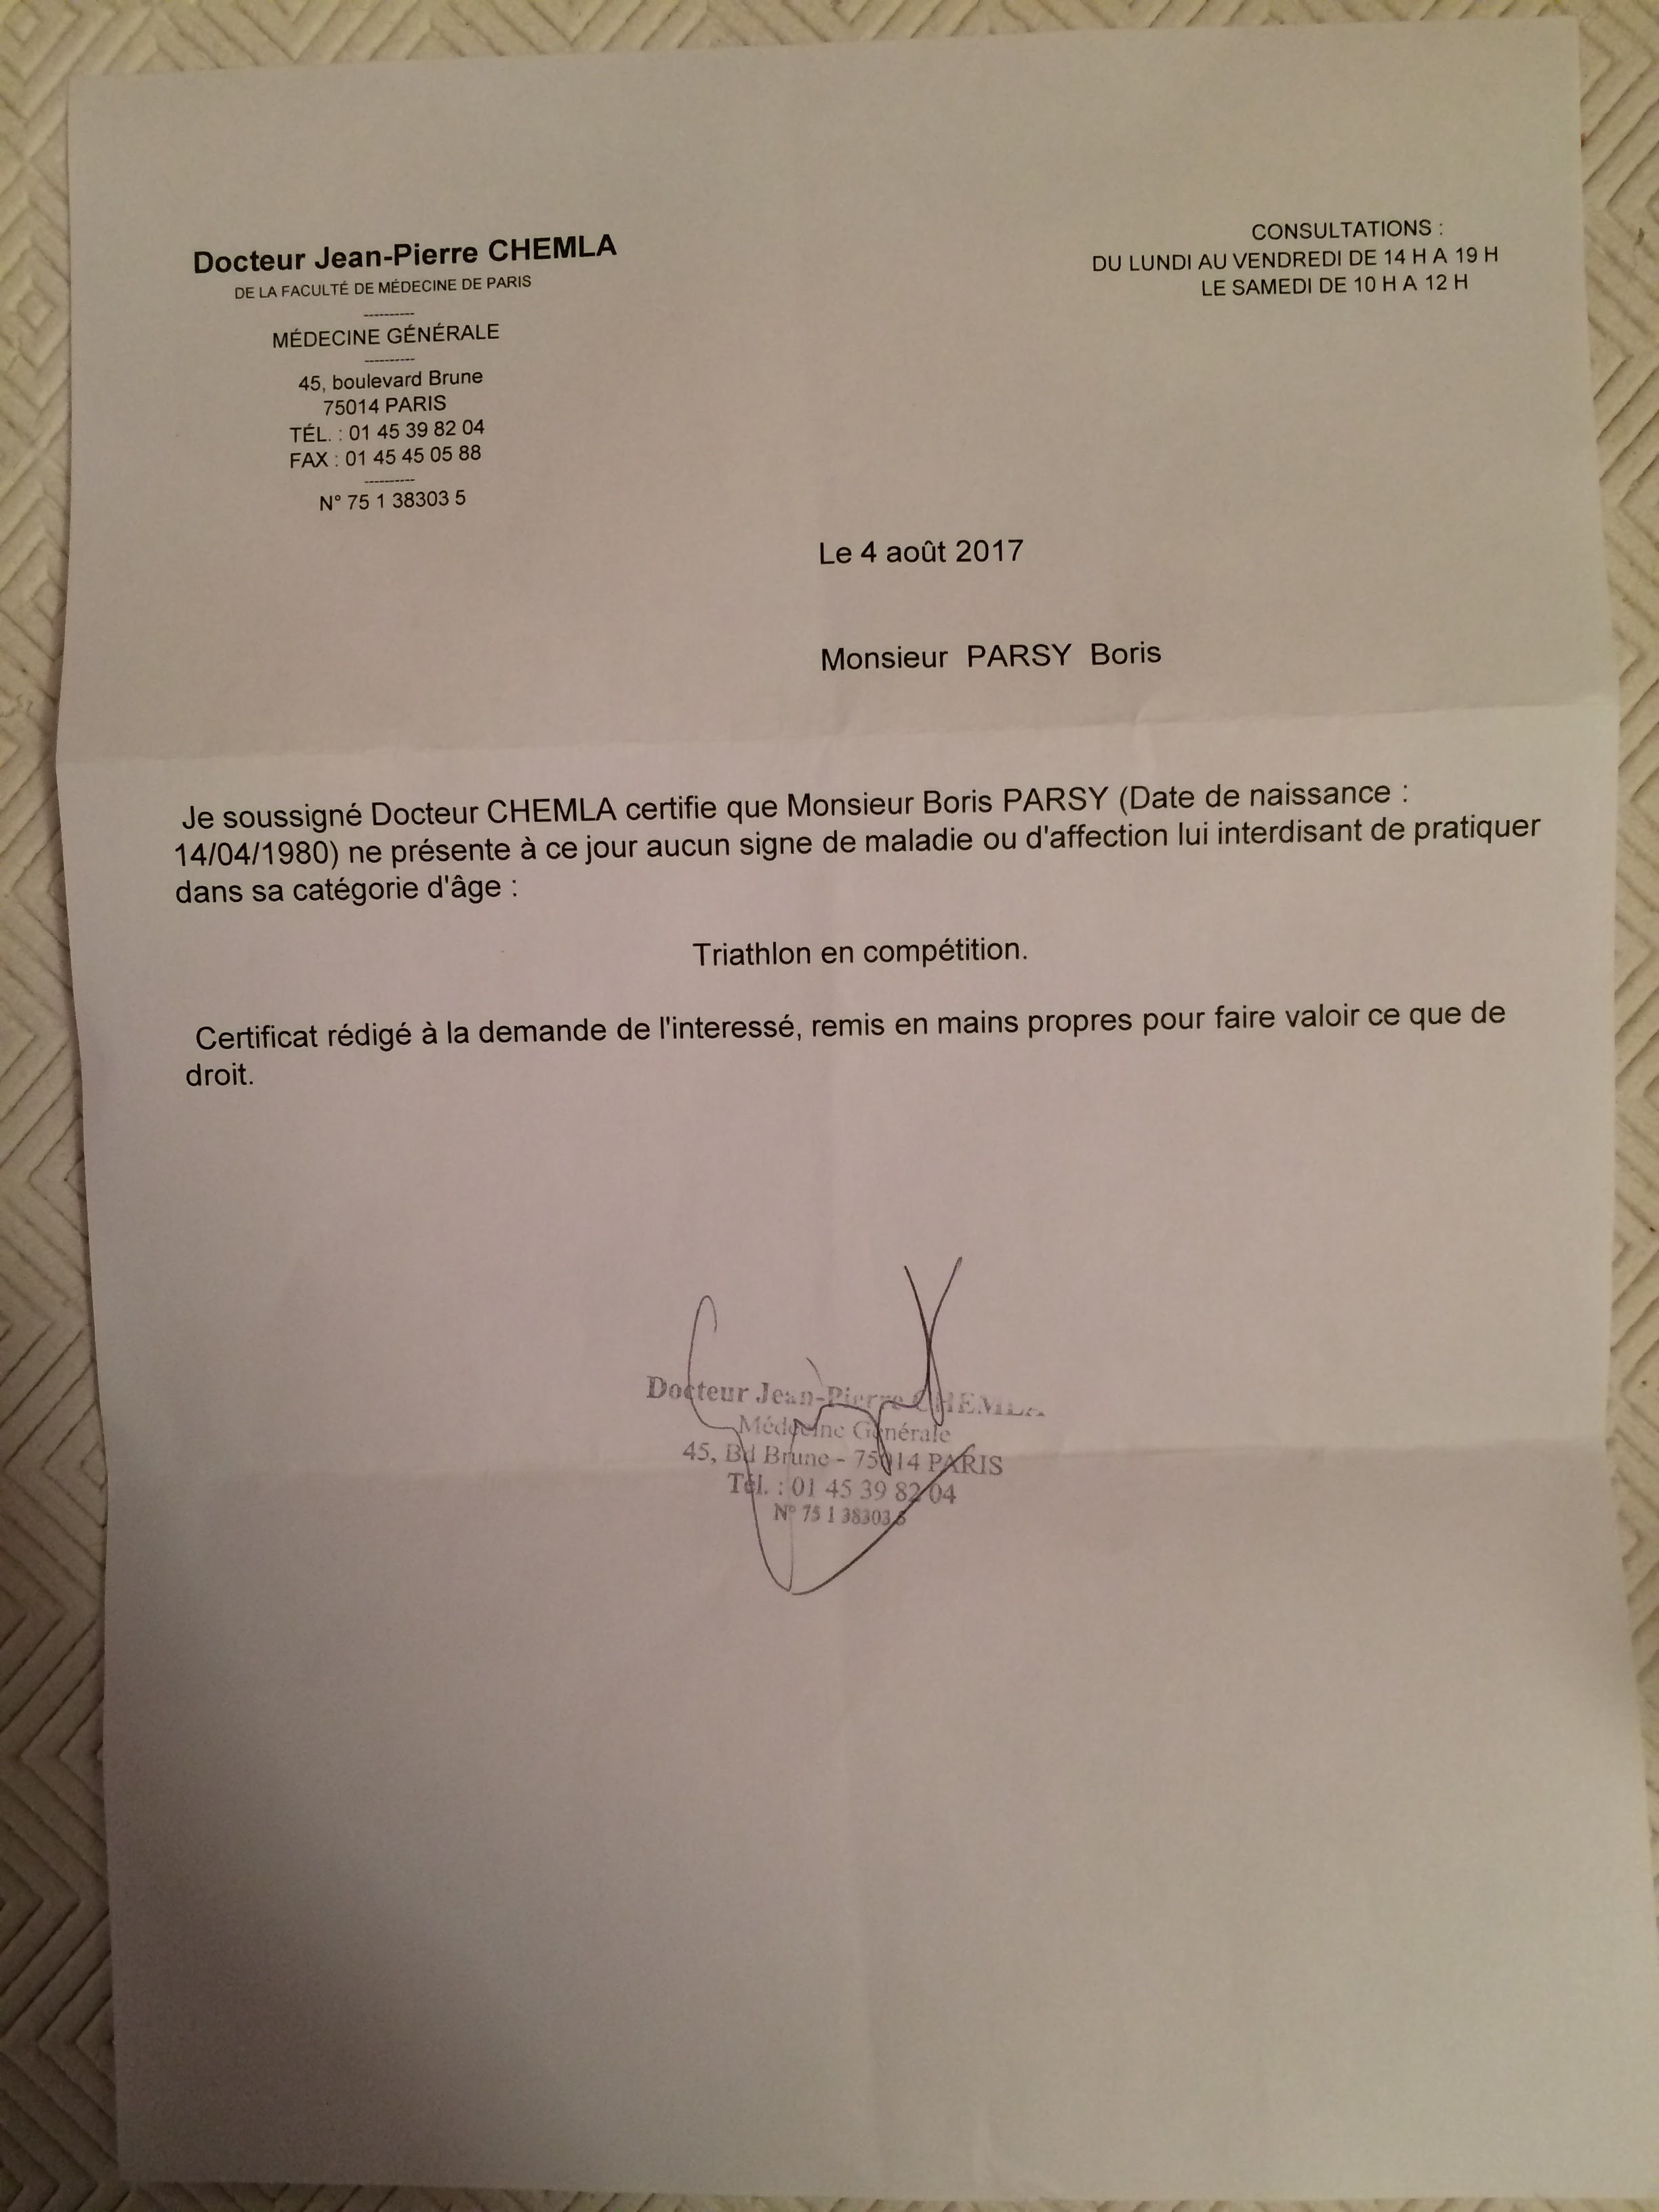 Docteur Jean-Pierre CHEMLA
DE LA FACULTÉ DE MÉDECINE DE PARIS
----------
MÉDECINE GÉNÉRALE
----------
45, boulevard Brune
75014 PARIS
TÉL. : 01 45 39 82 04
FAX : 01 45 45 05 88
----------
N° 75 1 38303 5
CONSULTATIONS :
DU LUNDI AU VENDREDI DE 14 H A 19 H
LE SAMEDI DE 10 H A 12 H
Le 4 août 2017
Monsieur PARSY Boris
Je soussigné Docteur CHEMLA certifie que Monsieur Boris PARSY (Date de naissance :
14/04/1980) ne présente à ce jour aucun signe de maladie ou d'affection lui interdisant de pratiquer
dans sa catégorie d'âge :
Triathlon en compétition.
Certificat rédigé à la demande de l'interessé, remis en mains propres pour faire valoir ce que de
droit.
Docteur Jean-Pierre CHEMLA
Médecine Générale
45, Bd Brune - 75014 PARIS
Tél. : 01 45 39 82 04
N° 75 1 38303 5